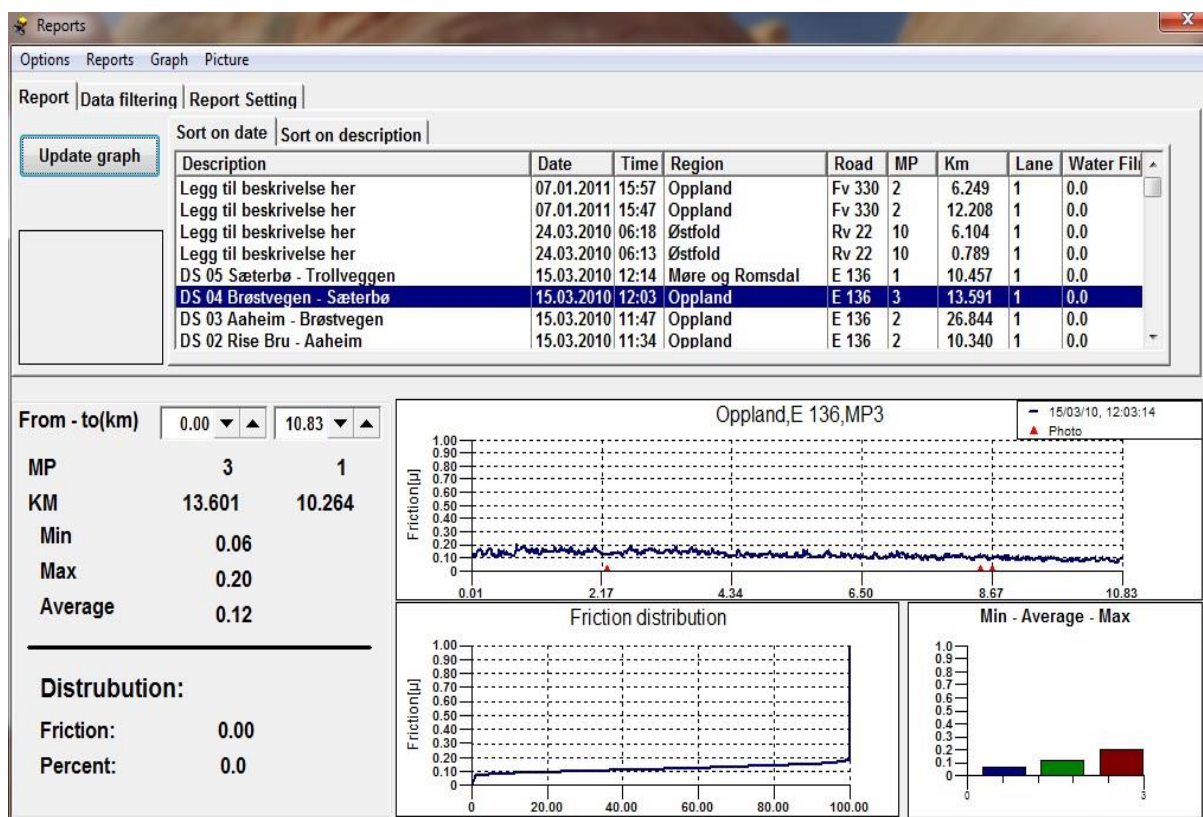 Reports
Options Reports Graph Picture
Report Data filtering Report Setting
Update graph
Sort on date Sort on description
Description Date Time Region Road MP Km Lane Water Filr
Legg til beskrivelse her 07.01.2011 15:57 Oppland Fv 330 2 6.249 1 0.0
Legg til beskrivelse her 07.01.2011 15:47 Oppland Fv 330 2 12.208 1 0.0
Legg til beskrivelse her 24.03.2010 06:18 Østfold Rv 22 10 6.104 1 0.0
Legg til beskrivelse her 24.03.2010 06:13 Østfold Rv 22 10 0.789 1 0.0
DS 05 Sæterbø - Trollveggen 15.03.2010 12:14 Møre og Romsdal E 136 1 10.457 1 0.0
DS 04 Brøstvegen - Sæterbø 15.03.2010 12:03 Oppland E 136 3 13.591 1 0.0
DS 03 Aaheim - Brøstvegen 15.03.2010 11:47 Oppland E 136 2 26.844 1 0.0
DS 02 Rise Bru - Aaheim 15.03.2010 11:34 Oppland E 136 2 10.340 1 0.0
From - to(km) 0.00 10.83
MP 3 1
KM 13.601 10.264
Min 0.06
Max 0.20
Average 0.12
Distrubution:
Friction: 0.00
Percent: 0.0
Oppland,E 136,MP3
15/03/10, 12:03:14
Photo
Friction[µ]
1.00
0.90
0.80
0.70
0.60
0.50
0.40
0.30
0.20
0.10
0
0.01 2.17 4.34 6.50 8.67 10.83
Friction distribution
Friction[µ]
1.00
0.90
0.80
0.70
0.60
0.50
0.40
0.30
0.20
0.10
0
0 20.00 40.00 60.00 80.00 100.00
Min - Average - Max
1.0
0.9
0.8
0.7
0.6
0.5
0.4
0.3
0.2
0.1
0
0 3